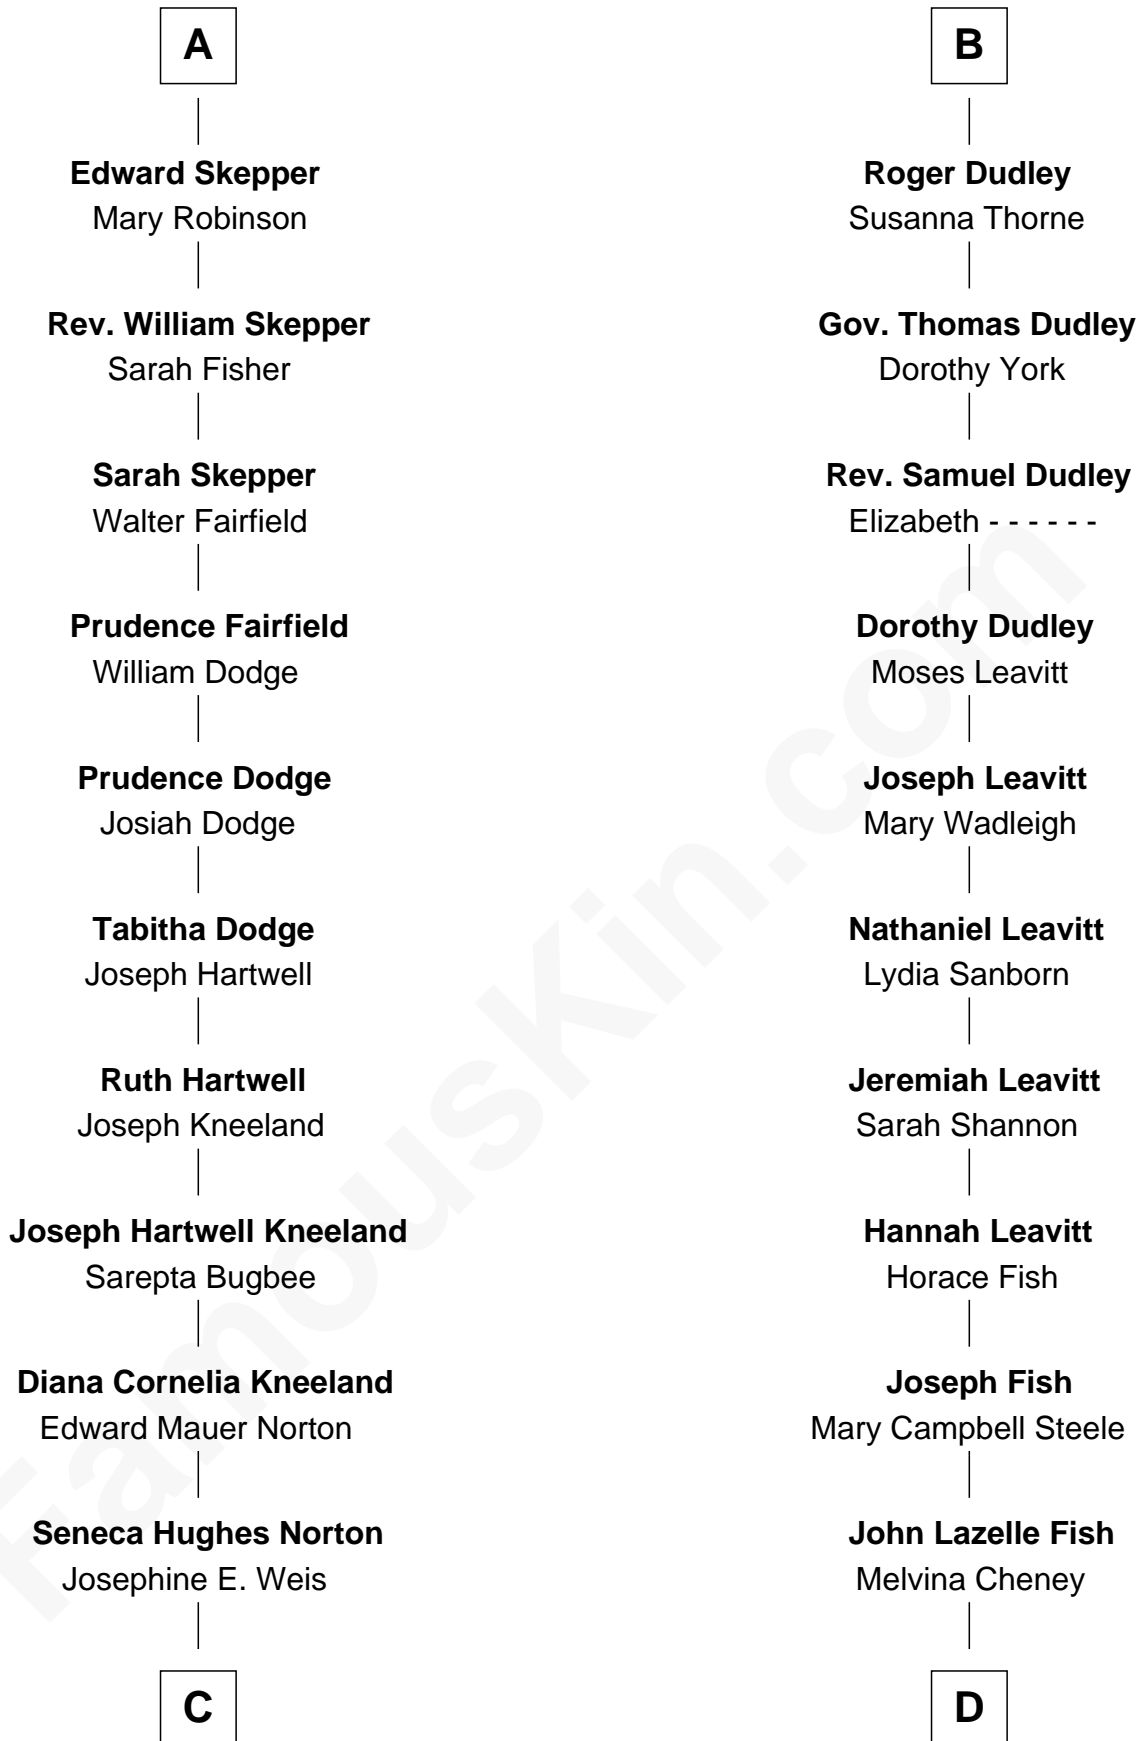 A
Edward Skepper
Mary Robinson
Rev. William Skepper
Sarah Fisher
Sarah Skepper
Walter Fairfield
Prudence Fairfield
William Dodge
Prudence Dodge
Josiah Dodge
Tabitha Dodge
Joseph Hartwell
Ruth Hartwell
Joseph Kneeland
Joseph Hartwell Kneeland
Sarepta Bugbee
Diana Cornelia Kneeland
Edward Mauer Norton
Seneca Hughes Norton
Josephine E. Weis
C
B
Roger Dudley
Susanna Thorne
Gov. Thomas Dudley
Dorothy York
Rev. Samuel Dudley
Elizabeth - - - - - -
Dorothy Dudley
Moses Leavitt
Joseph Leavitt
Mary Wadleigh
Nathaniel Leavitt
Lydia Sanborn
Jeremiah Leavitt
Sarah Shannon
Hannah Leavitt
Horace Fish
Joseph Fish
Mary Campbell Steele
John Lazelle Fish
Melvina Cheney
D
FamousKin.com